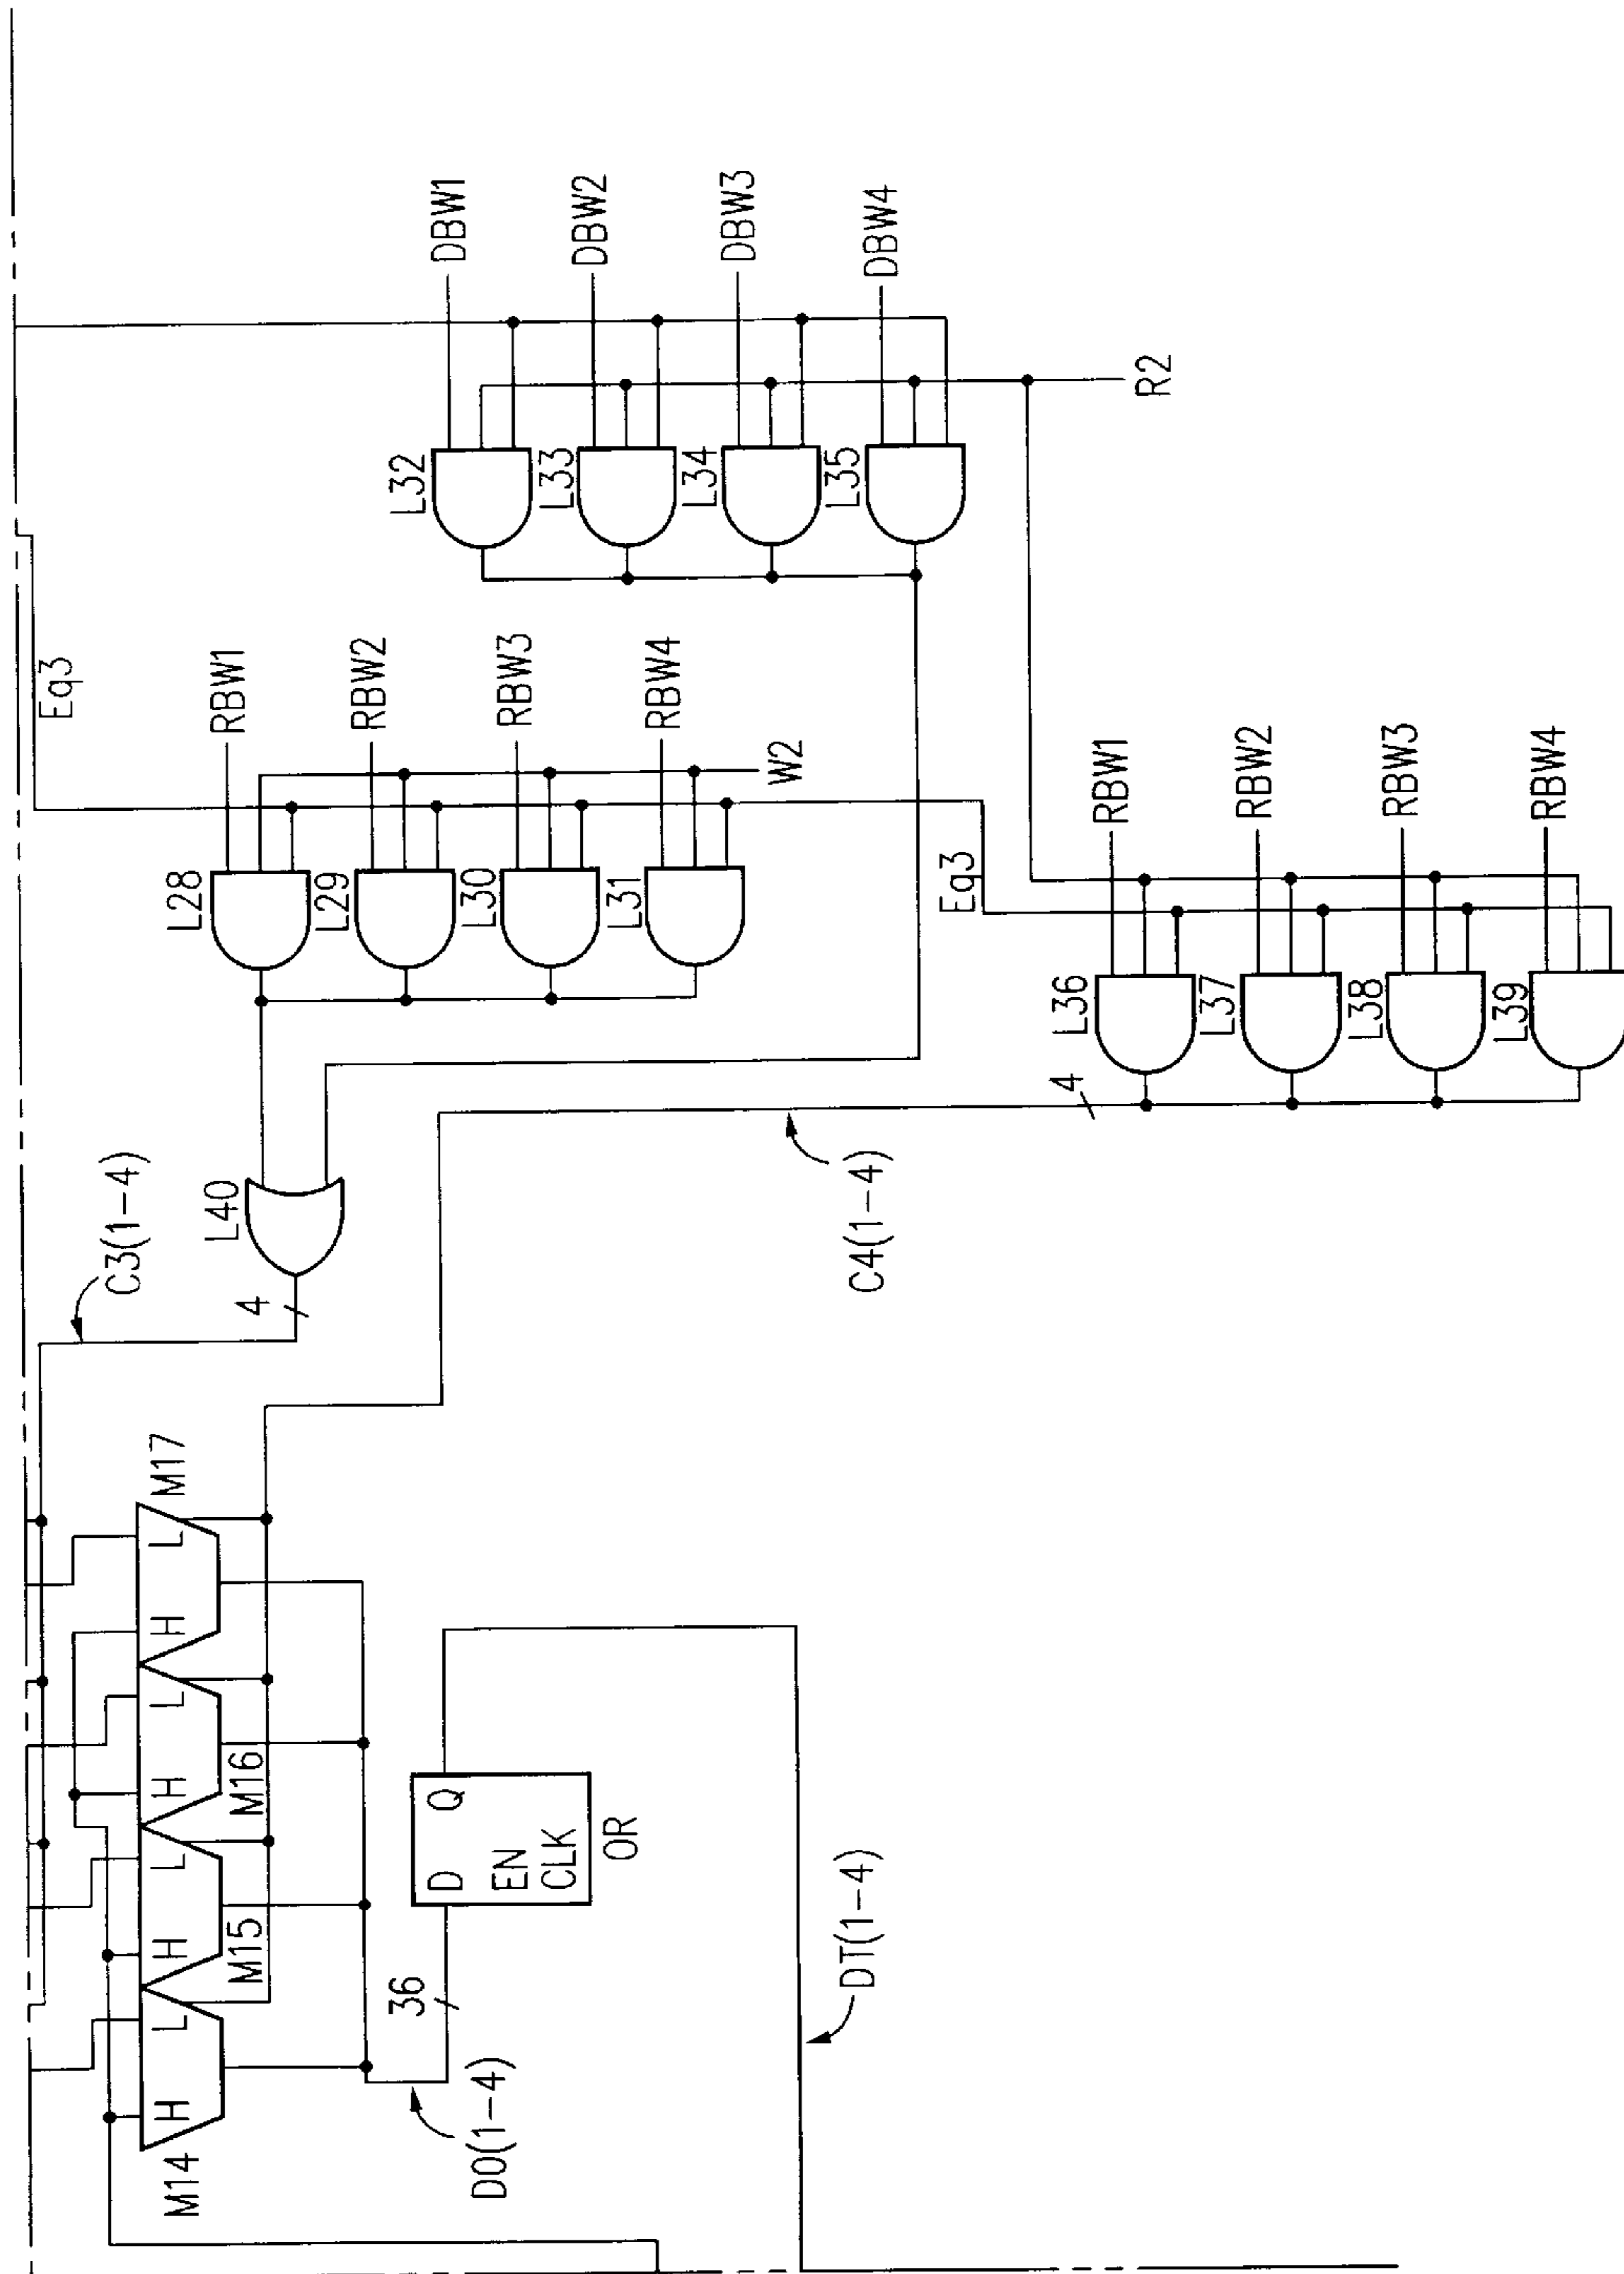 Eq3
DBW1
DBW2
DBW3
DBW4
L32
L33
L34
L35
R2
RBW1
RBW2
RBW3
RBW4
W2
L28
L29
L30
L31
Eq3
RBW1
RBW2
RBW3
RBW4
L36
L37
L38
L39
4
L40
4
C3(1-4)
C4(1-4)
M17
H L
M16
H L
M15
H L
M14
H L
D Q
EN
CLK
OR
36
DO(1-4)
DT(1-4)